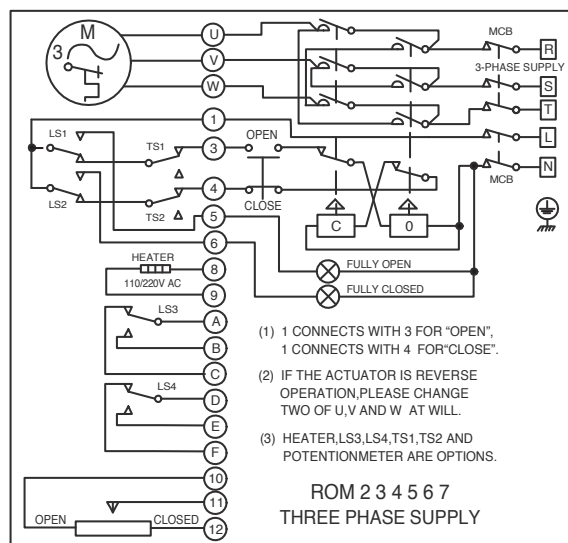 M
3
U
V
W
MCB
R
3-PHASE SUPPLY
S
T
1
L
LS1
TS1
3
OPEN
N
MCB
LS2
TS2
4
CLOSE
5
C
0
6
FULLY OPEN
HEATER
8
110/220V AC
9
FULLY CLOSED
LS3
A
B
C
LS4
D
E
F
10
11
OPEN
CLOSED
12
(1) 1 CONNECTS WITH 3 FOR “OPEN”,
1 CONNECTS WITH 4 FOR“CLOSE”.
(2) IF THE ACTUATOR IS REVERSE
OPERATION,PLEASE CHANGE
TWO OF U,V AND W AT WILL.
(3) HEATER,LS3,LS4,TS1,TS2 AND
POTENTIONMETER ARE OPTIONS.
ROM 2 3 4 5 6 7
THREE PHASE SUPPLY